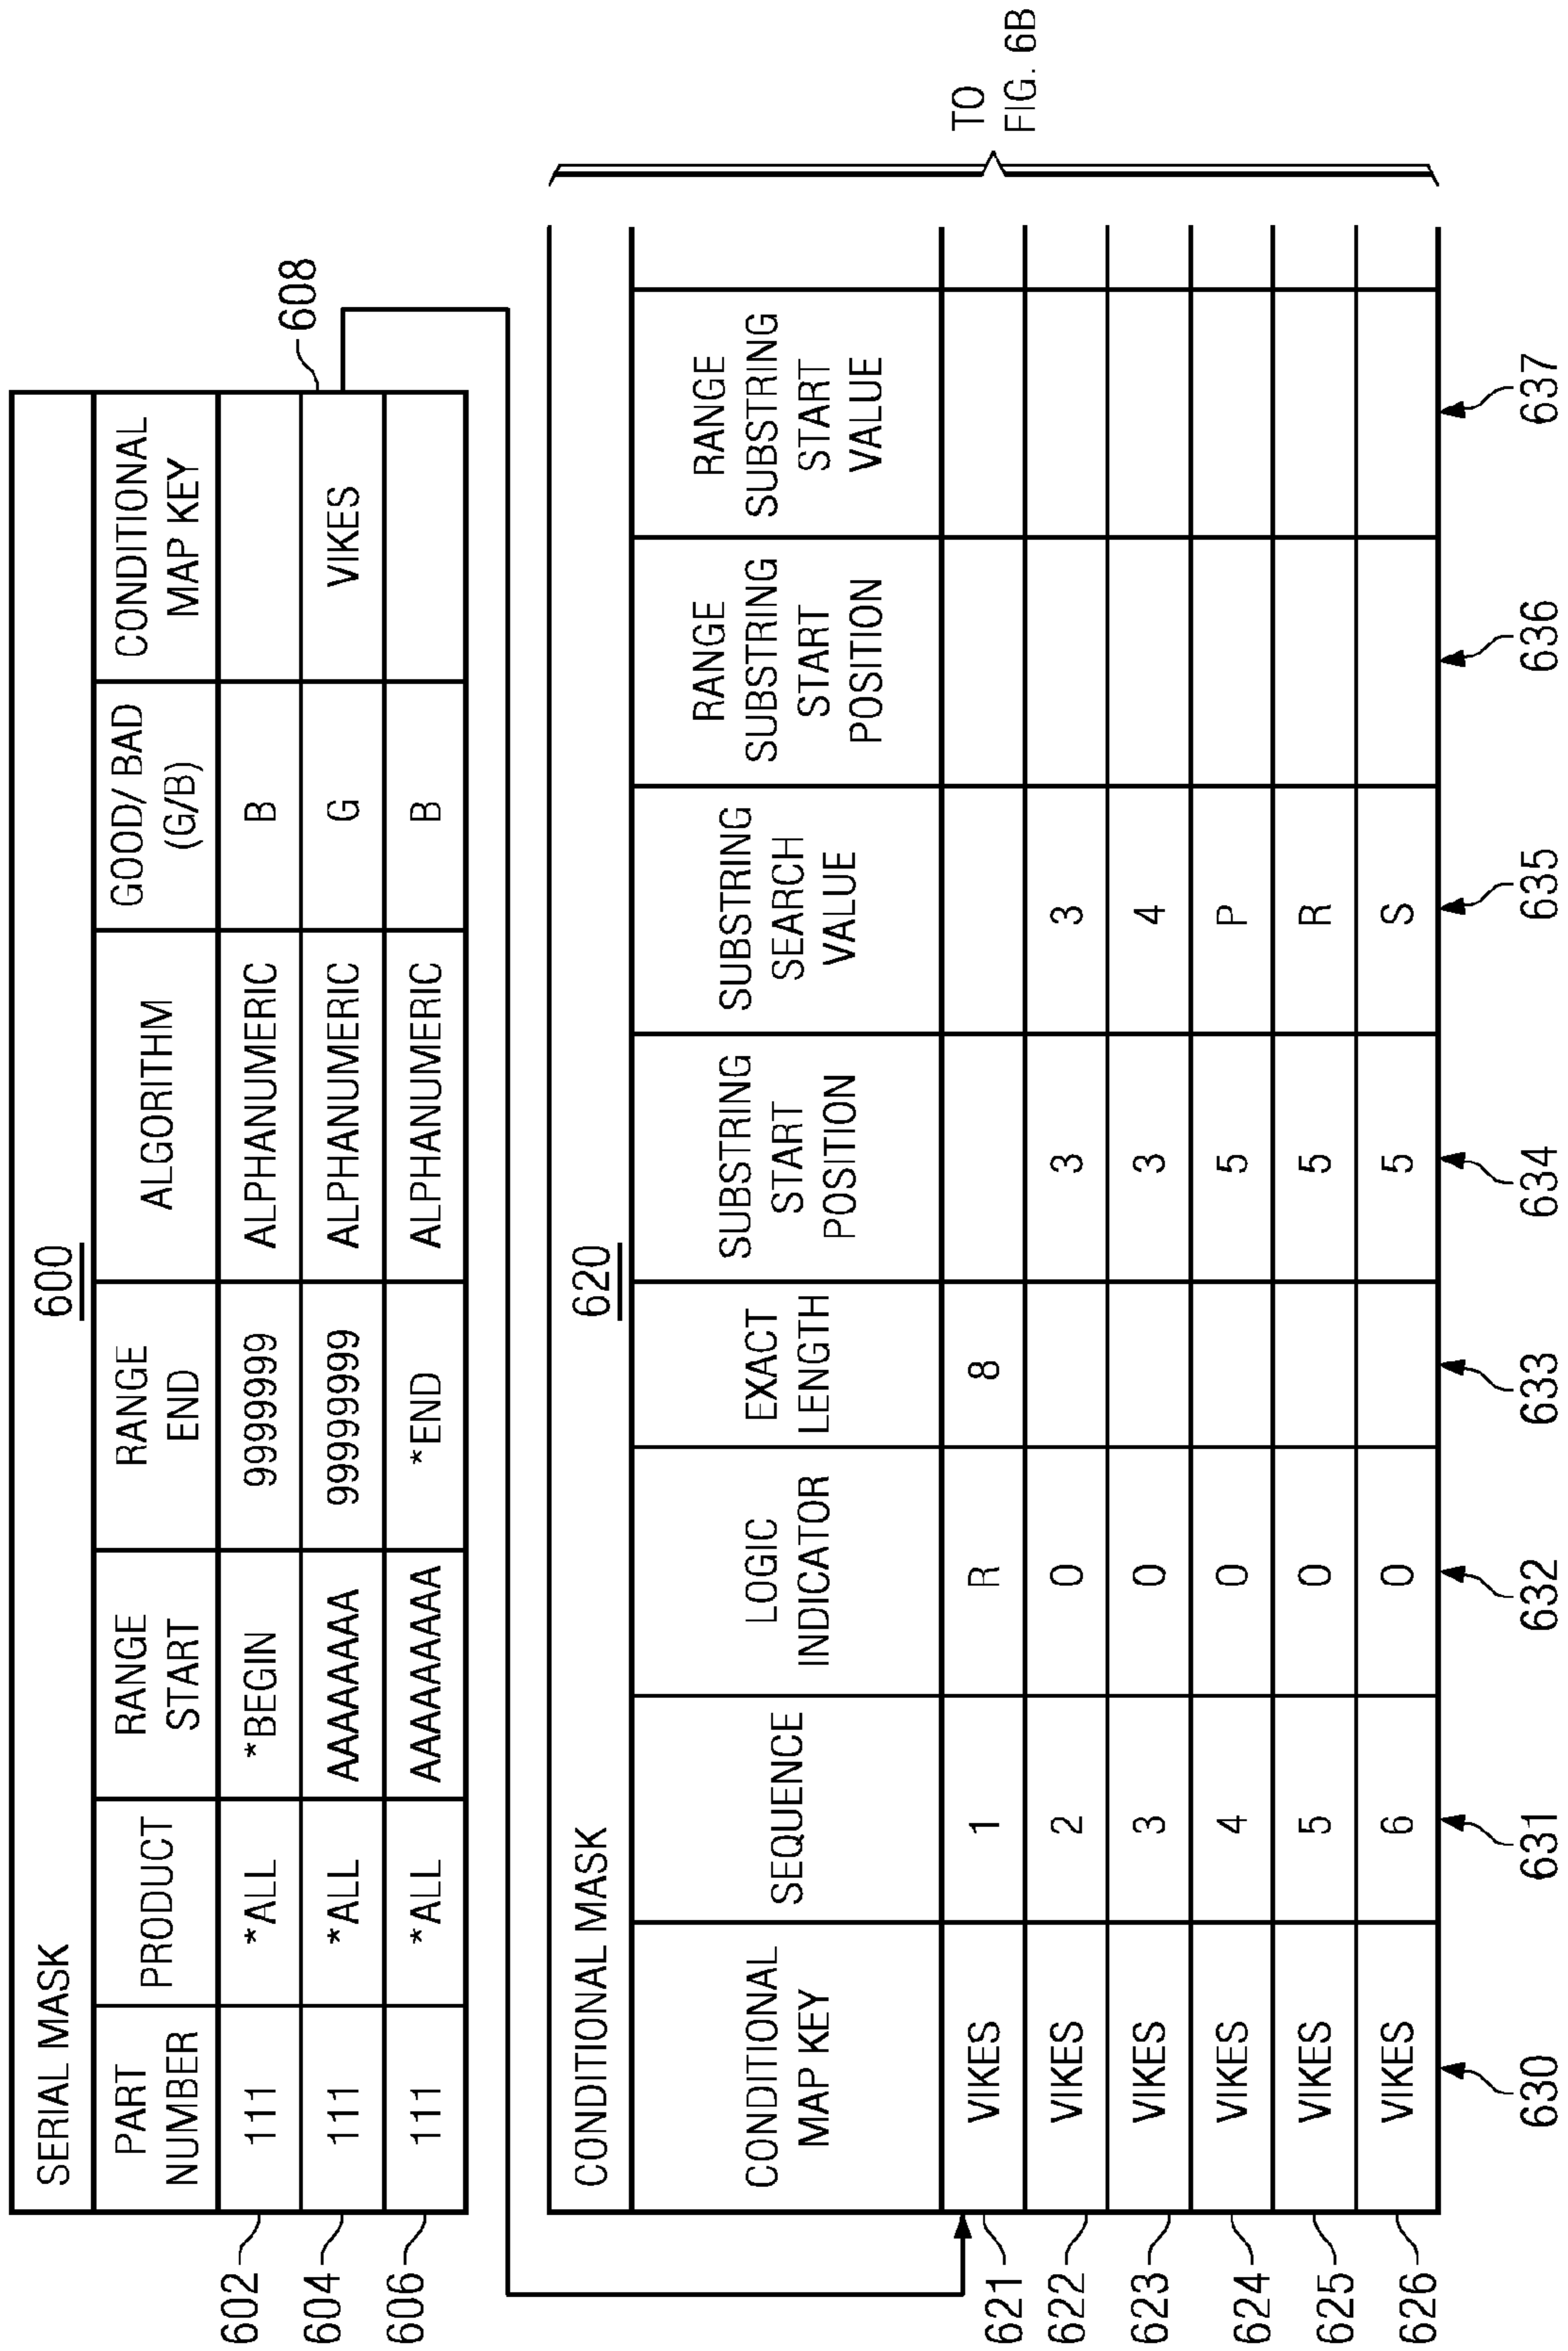 SERIAL MASK 600
PART NUMBER
PRODUCT
RANGE START
RANGE END
ALGORITHM
GOOD/ BAD (G/B)
CONDITIONAL MAP KEY
602 111 *ALL *BEGIN 9999999 ALPHANUMERIC B
604 111 *ALL AAAAAAAA 99999999 ALPHANUMERIC G VIKES 608
606 111 *ALL AAAAAAAAA *END ALPHANUMERIC B
CONDITIONAL MASK 620
CONDITIONAL MAP KEY
SEQUENCE
LOGIC INDICATOR
EXACT LENGTH
SUBSTRING START POSITION
SUBSTRING SEARCH VALUE
RANGE SUBSTRING START POSITION
RANGE SUBSTRING START VALUE
621 VIKES 1 R 8
622 VIKES 2 O 3 3
623 VIKES 3 O 3 4
624 VIKES 4 O 5 P
625 VIKES 5 O 5 R
626 VIKES 6 O 5 S
630 631 632 633 634 635 636 637
TO
FIG. 6B